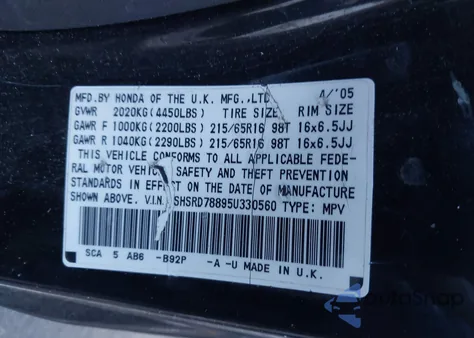 MFD.BY HONDA OF THE U.K. MFG.,LTD. 4/'05
GVWR 2020KG(4450LBS) TIRE SIZE RIM SIZE
GAWR F 1000KG(2200LBS) 215/65R16 98T 16x6.5JJ
GAWR R 1040KG(2290LBS) 215/65R16 98T 16x6.5JJ
THIS VEHICLE CONFORMS TO ALL APPLICABLE FEDE-
RAL MOTOR VEHICLE SAFETY AND THEFT PREVENTION
STANDARDS IN EFFECT ON THE DATE OF MANUFACTURE
SHOWN ABOVE. V.I.N. SHSRD78895U330560 TYPE: MPV
SCA 5 AB6 -B92P -A -U MADE IN U.K.
AutoSnap